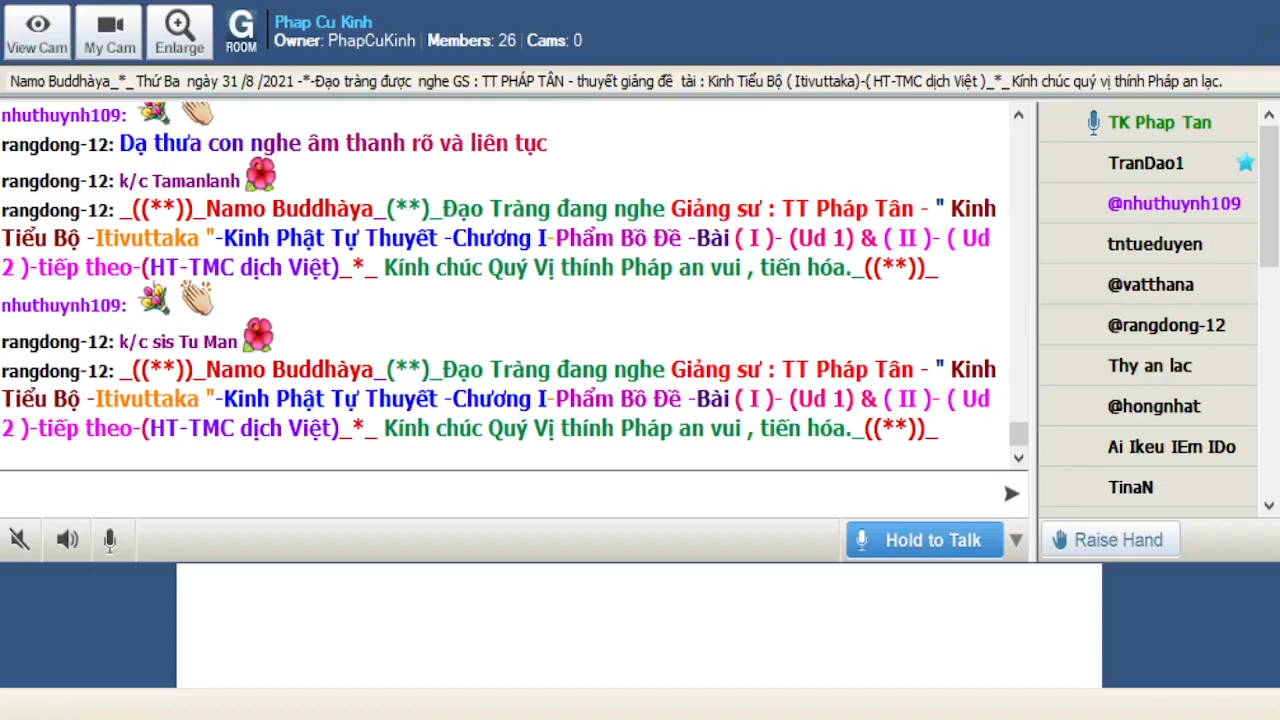 View Cam
My Cam
Enlarge
G
ROOM
Phap Cu Kinh
Owner: PhapCuKinh | Members: 26 | Cams: 0
Namo Buddhàya_*_ Thứ Ba ngày 31 /8 /2021 -*-Đạo tràng được nghe GS : TT PHÁP TÂN - thuyết giảng đề tài : Kinh Tiểu Bộ ( Itivuttaka)-( HT-TMC dịch Việt )_*_ Kính chúc quý vị thính Pháp an lạc.
nhuthuynh109:
rangdong-12: Dạ thưa con nghe âm thanh rõ và liên tục
rangdong-12: k/c Tamanlanh
rangdong-12: _((**))_Namo Buddhàya_(**)_Đạo Tràng đang nghe Giảng sư : TT Pháp Tân - " Kinh
Tiểu Bộ -Itivuttaka "-Kinh Phật Tự Thuyết -Chương I-Phẩm Bồ Đề -Bài ( I )- (Ud 1) & ( II )- ( Ud
2 )-tiếp theo-(HT-TMC dịch Việt)_*_ Kính chúc Quý Vị thính Pháp an vui , tiến hóa._((**))_
nhuthuynh109:
rangdong-12: k/c sis Tu Man
rangdong-12: _((**))_Namo Buddhàya_(**)_Đạo Tràng đang nghe Giảng sư : TT Pháp Tân - " Kinh
Tiểu Bộ -Itivuttaka "-Kinh Phật Tự Thuyết -Chương I-Phẩm Bồ Đề -Bài ( I )- (Ud 1) & ( II )- ( Ud
2 )-tiếp theo-(HT-TMC dịch Việt)_*_ Kính chúc Quý Vị thính Pháp an vui , tiến hóa._((**))_
Hold to Talk
TK Phap Tan
TranDao1
@nhuthuynh109
tntueduyen
@vatthana
@rangdong-12
Thy an lac
@hongnhat
Ai Ikeu IEm IDo
TinaN
Raise Hand